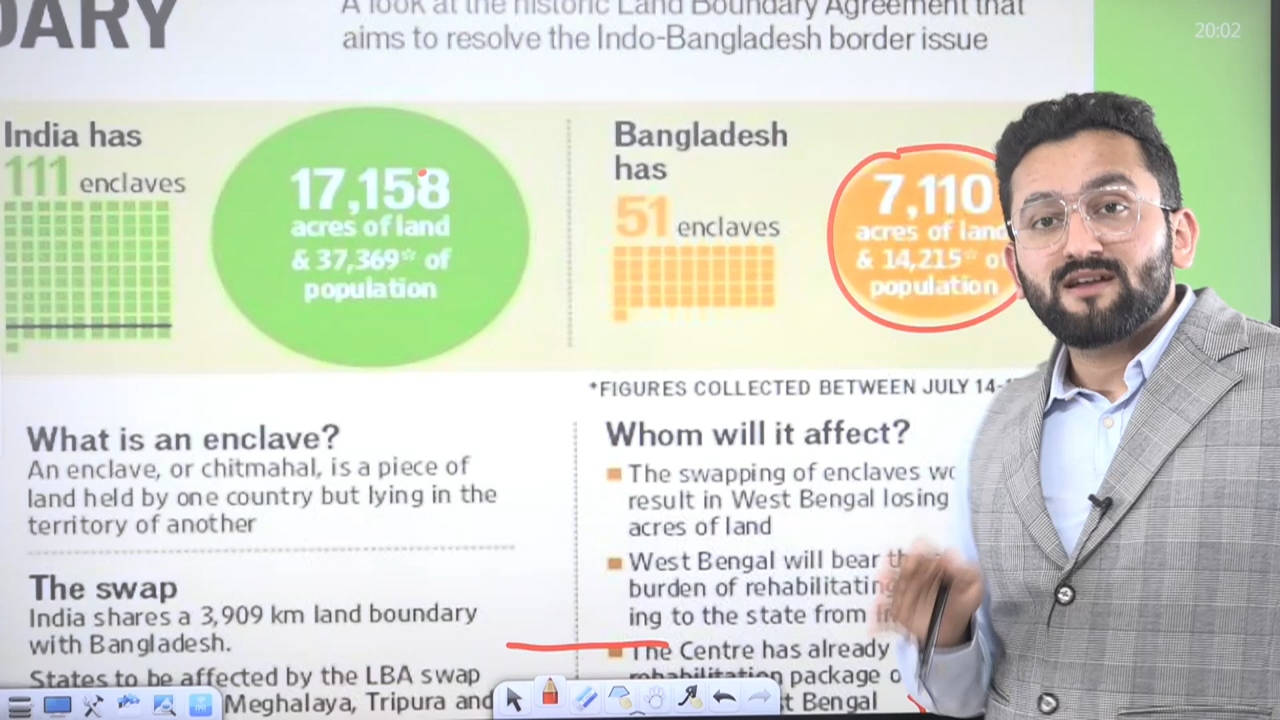 DARY
A look at the historic Land Boundary Agreement that
aims to resolve the Indo-Bangladesh border issue
20:02
India has
111 enclaves
17,158
acres of land
& 37,369* of
population
Bangladesh
has
51 enclaves
7,110
acres of land
& 14,215* o
population
*FIGURES COLLECTED BETWEEN JULY 14-
What is an enclave?
An enclave, or chitmahal, is a piece of
land held by one country but lying in the
territory of another
The swap
India shares a 3,909 km land boundary
with Bangladesh.
States to be affected by the LBA swap
Meghalaya, Tripura and
Whom will it affect?
The swapping of enclaves wo
result in West Bengal losing
acres of land
West Bengal will bear th
burden of rehabilitating
ing to the state from in
The Centre has already
rehabilitation package o
t Bengal